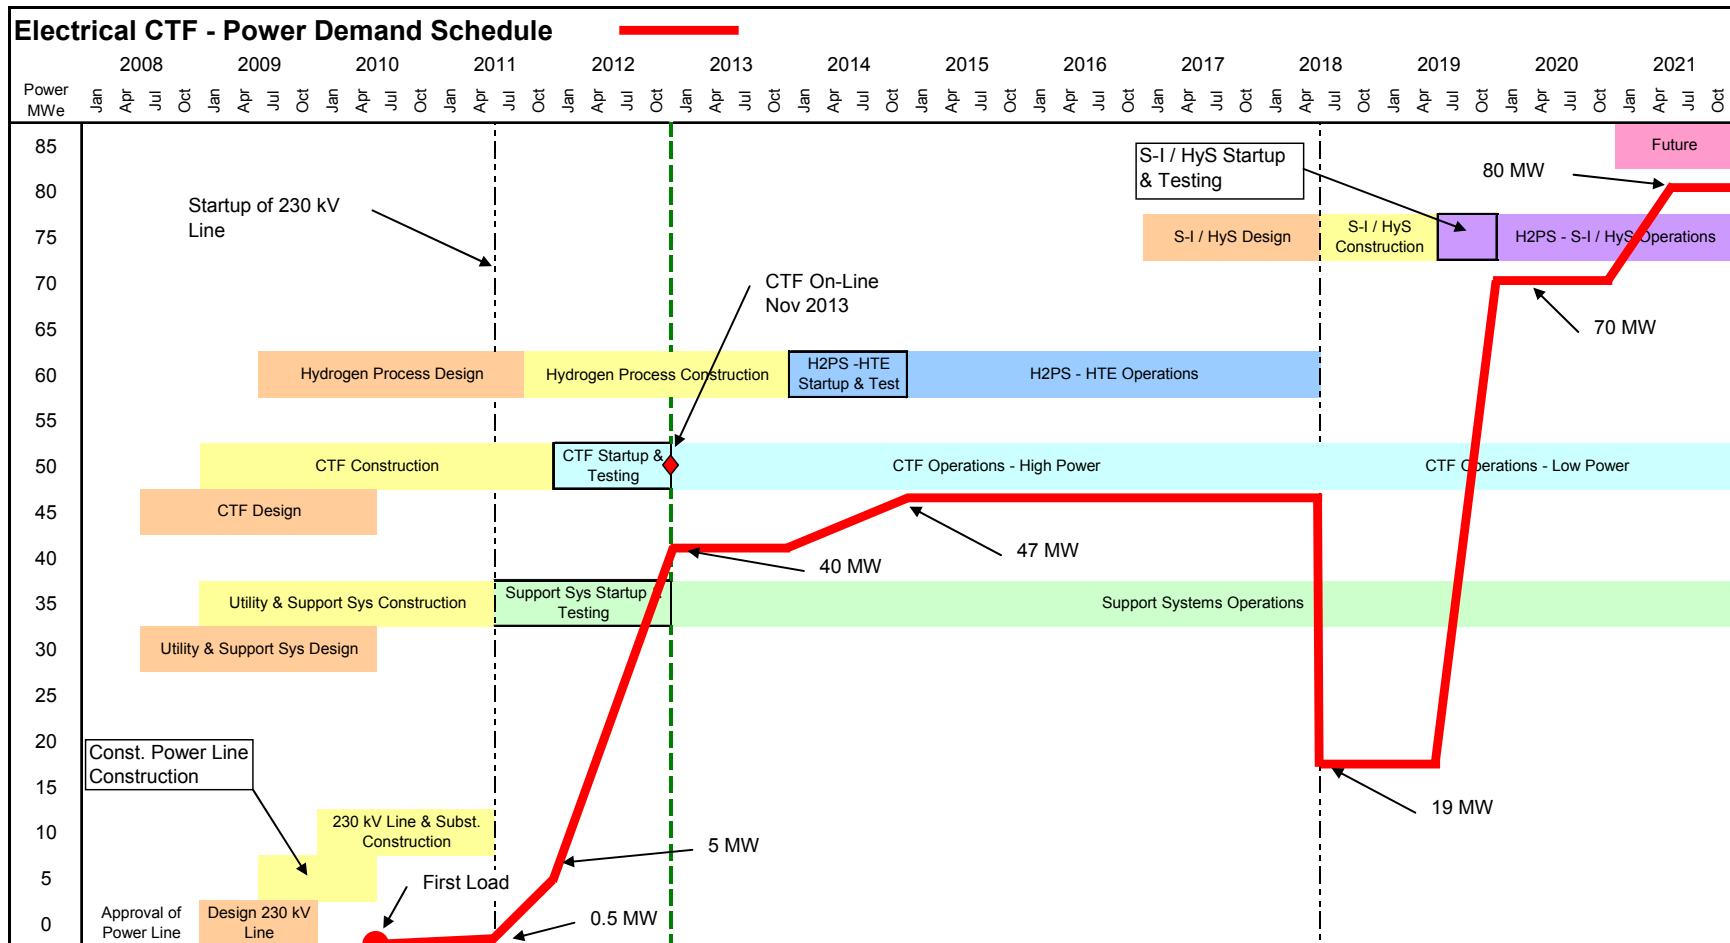 Electrical CTF - Power Demand Schedule
2008 2009 2010 2011 2012 2013 2014 2015 2016 2017 2018 2019 2020 2021
Power
MWe
Jan Apr Jul Oct Jan Apr Jul Oct Jan Apr Jul Oct Jan Apr Jul Oct Jan Apr Jul Oct Jan Apr Jul Oct Jan Apr Jul Oct Jan Apr Jul Oct Jan Apr Jul Oct Jan Apr Jul Oct Jan Apr Jul Oct Jan Apr Jul Oct Jan Apr Jul Oct Jan Apr Jul Oct
85
Future
S-I / HyS Startup
& Testing
80 MW
80
Startup of 230 kV
Line
75
S-I / HyS Design
S-I / HyS
Construction
H2PS - S-I / HyS Operations
70
CTF On-Line
Nov 2013
70 MW
65
60
Hydrogen Process Design
Hydrogen Process Construction
H2PS -HTE
Startup & Test
H2PS - HTE Operations
55
50
CTF Construction
CTF Startup &
Testing
CTF Operations - High Power
CTF Operations - Low Power
45
CTF Design
47 MW
40
40 MW
35
Utility & Support Sys Construction
Support Sys Startup &
Testing
Support Systems Operations
30
Utility & Support Sys Design
25
20
Const. Power Line
Construction
15
19 MW
10
230 kV Line & Subst.
Construction
5 MW
5
First Load
0
Approval of
Power Line
Design 230 kV
Line
0.5 MW